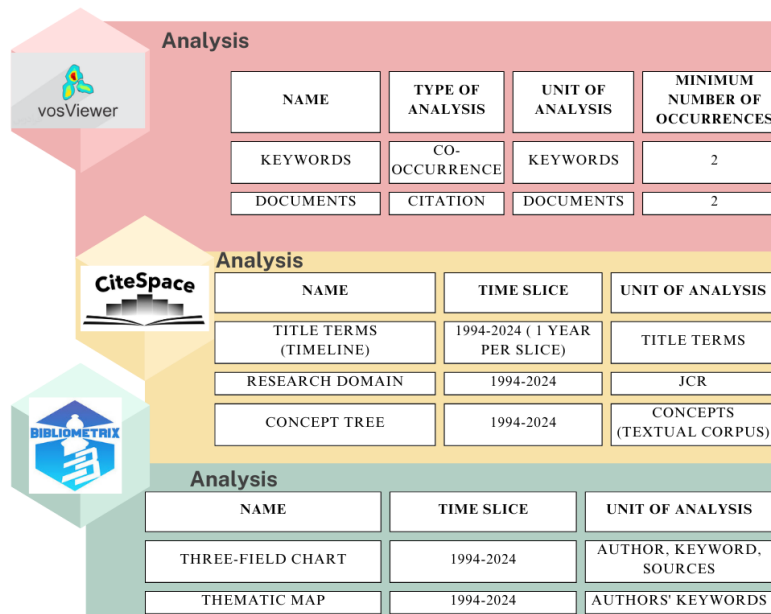 Analysis
vosViewer
NAME
TYPE OF
ANALYSIS
UNIT OF
ANALYSIS
MINIMUM
NUMBER OF
OCCURRENCES
KEYWORDS
CO-
OCCURRENCE
KEYWORDS
2
DOCUMENTS
CITATION
DOCUMENTS
2
Analysis
CiteSpace
NAME
TIME SLICE
UNIT OF ANALYSIS
TITLE TERMS
(TIMELINE)
1994-2024 ( 1 YEAR
PER SLICE)
TITLE TERMS
RESEARCH DOMAIN
1994-2024
JCR
CONCEPT TREE
1994-2024
CONCEPTS
(TEXTUAL CORPUS)
BIBLIOMETRIX
Analysis
NAME
TIME SLICE
UNIT OF ANALYSIS
THREE-FIELD CHART
1994-2024
AUTHOR, KEYWORD,
SOURCES
THEMATIC MAP
1994-2024
AUTHORS' KEYWORDS